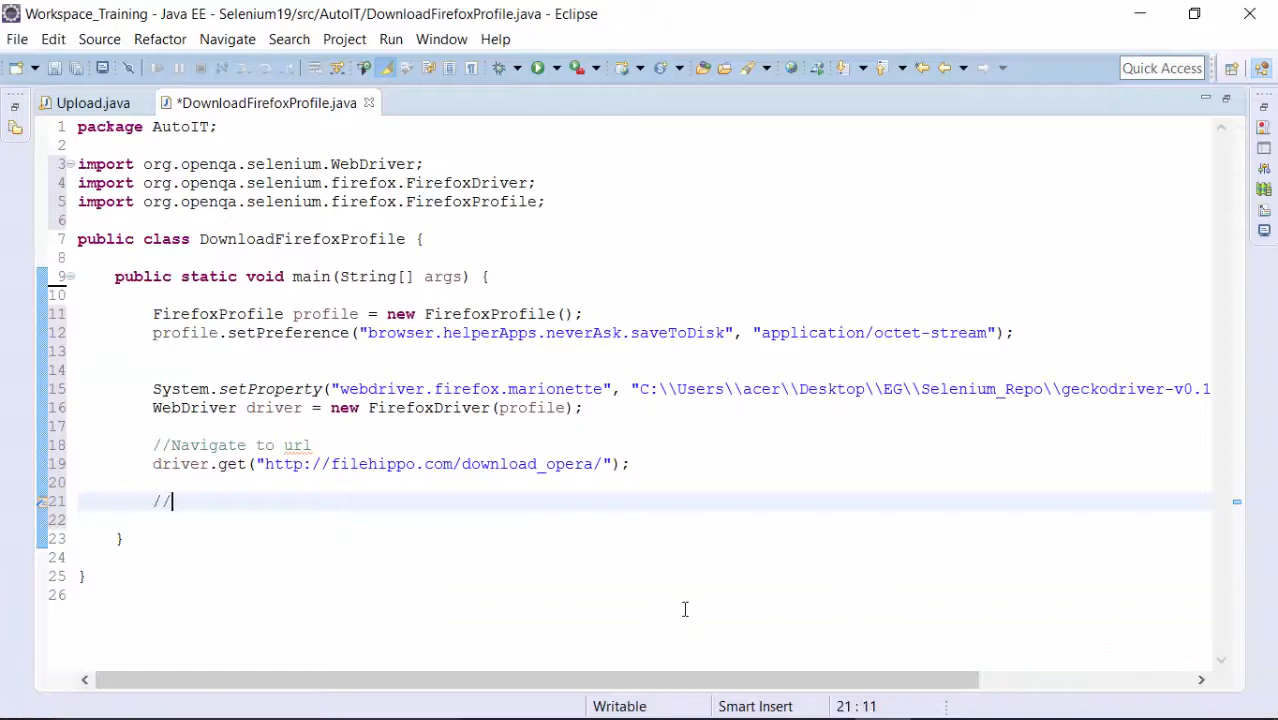 Workspace_Training - Java EE - Selenium19/src/AutoIT/DownloadFirefoxProfile.java - Eclipse
File Edit Source Refactor Navigate Search Project Run Window Help
Quick Access
Upload.java *DownloadFirefoxProfile.java
1 package AutoIT;
2
3 import org.openqa.selenium.WebDriver;
4 import org.openqa.selenium.firefox.FirefoxDriver;
5 import org.openqa.selenium.firefox.FirefoxProfile;
6
7 public class DownloadFirefoxProfile {
8
9 public static void main(String[] args) {
10
11 FirefoxProfile profile = new FirefoxProfile();
12 profile.setPreference("browser.helperApps.neverAsk.saveToDisk", "application/octet-stream");
13
14
15 System.setProperty("webdriver.firefox.marionette", "C:\\Users\\acer\\Desktop\\EG\\Selenium_Repo\\geckodriver-v0.1
16 WebDriver driver = new FirefoxDriver(profile);
17
18 //Navigate to url
19 driver.get("http://filehippo.com/download_opera/");
20
21 //
22
23 }
24
25 }
26
Writable Smart Insert 21 : 11